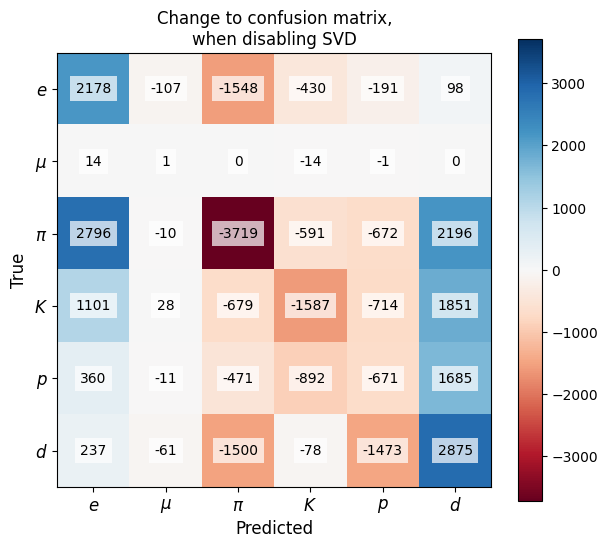 Change to confusion matrix,
when disabling SVD
e 2178 -107 -1548 -430 -191 98
μ 14 1 0 -14 -1 0
π 2796 -10 -3719 -591 -672 2196
K 1101 28 -679 -1587 -714 1851
p 360 -11 -471 -892 -671 1685
d 237 -61 -1500 -78 -1473 2875
e μ π K p d
Predicted
True
3000
2000
1000
0
−1000
−2000
−3000